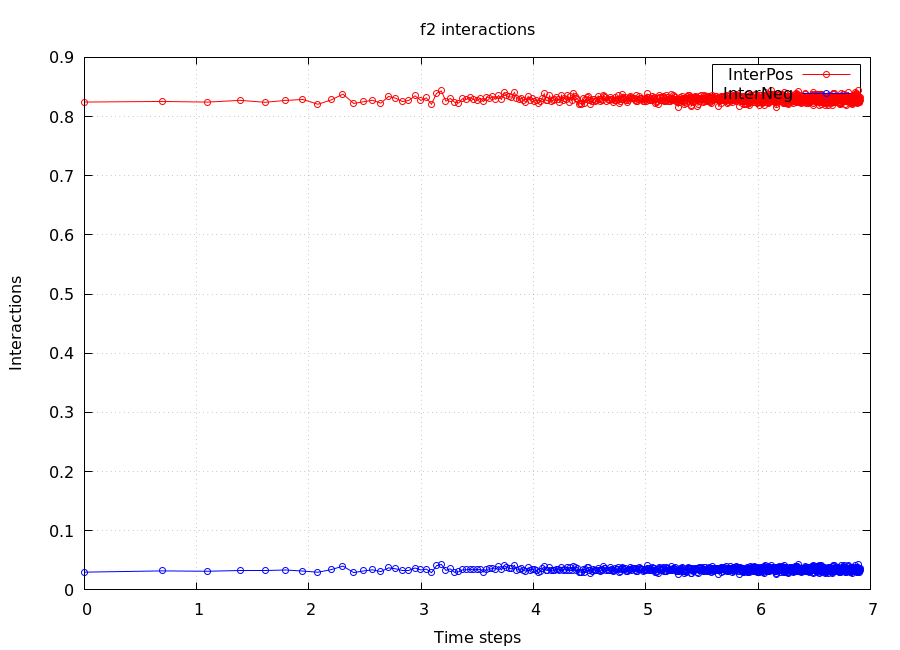 f2 interactions
InterPos
InterNeg
0.9
0.8
0.7
0.6
0.5
0.4
0.3
0.2
0.1
0
Interactions
0 1 2 3 4 5 6 7
Time steps